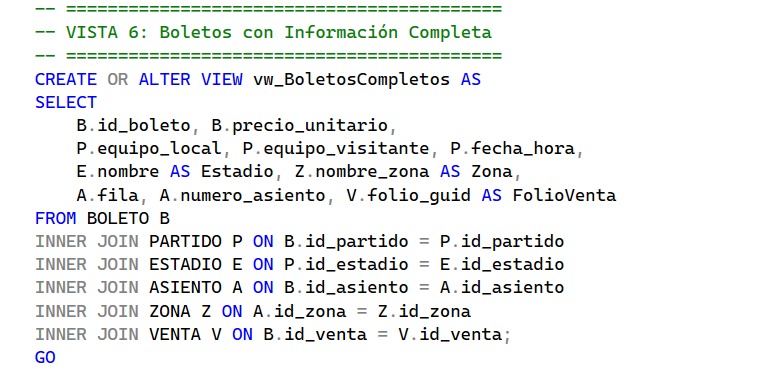 -- ==========================================
-- VISTA 6: Boletos con Información Completa
-- ==========================================
CREATE OR ALTER VIEW vw_BoletosCompletos AS
SELECT
    B.id_boleto, B.precio_unitario,
    P.equipo_local, P.equipo_visitante, P.fecha_hora,
    E.nombre AS Estadio, Z.nombre_zona AS Zona,
    A.fila, A.numero_asiento, V.folio_guid AS FolioVenta
FROM BOLETO B
INNER JOIN PARTIDO P ON B.id_partido = P.id_partido
INNER JOIN ESTADIO E ON P.id_estadio = E.id_estadio
INNER JOIN ASIENTO A ON B.id_asiento = A.id_asiento
INNER JOIN ZONA Z ON A.id_zona = Z.id_zona
INNER JOIN VENTA V ON B.id_venta = V.id_venta;
GO